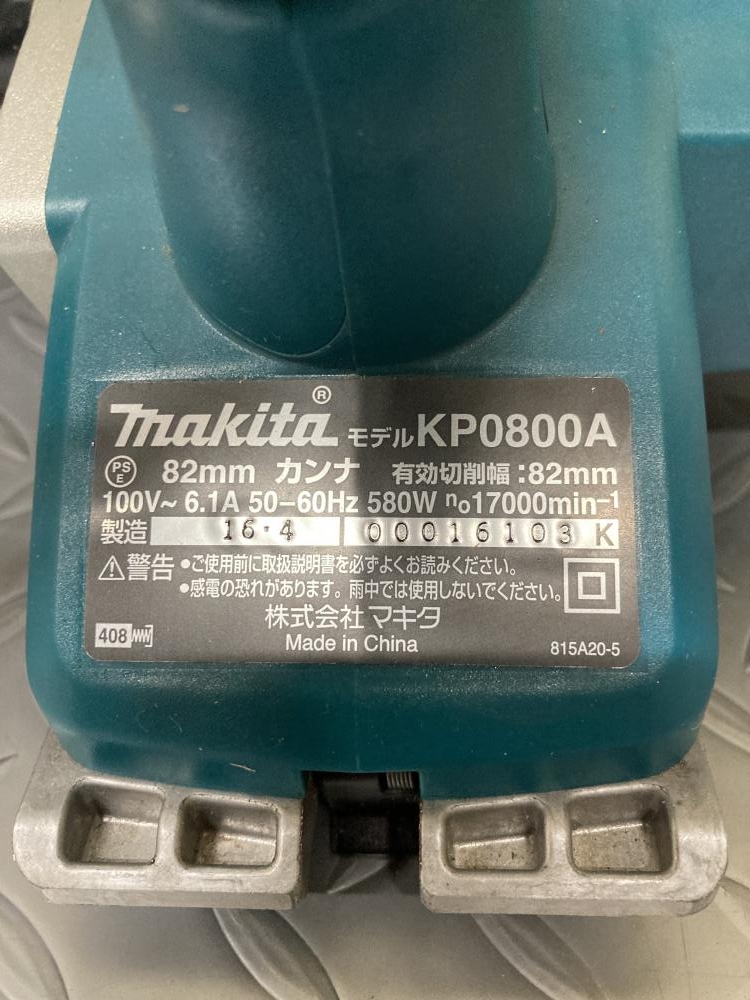 makita® モデルKP0800A
PS E 82mm カンナ 有効切削幅:82mm
100V~ 6.1A 50-60Hz 580W no17000min-1
製造 16・4 00016103 K
⚠警告 ●ご使用前に取扱説明書を必ずよくお読みください。
●感電の恐れがあります。雨中では使用しないでください。
株式会社 マキタ
408 Made in China 815A20-5